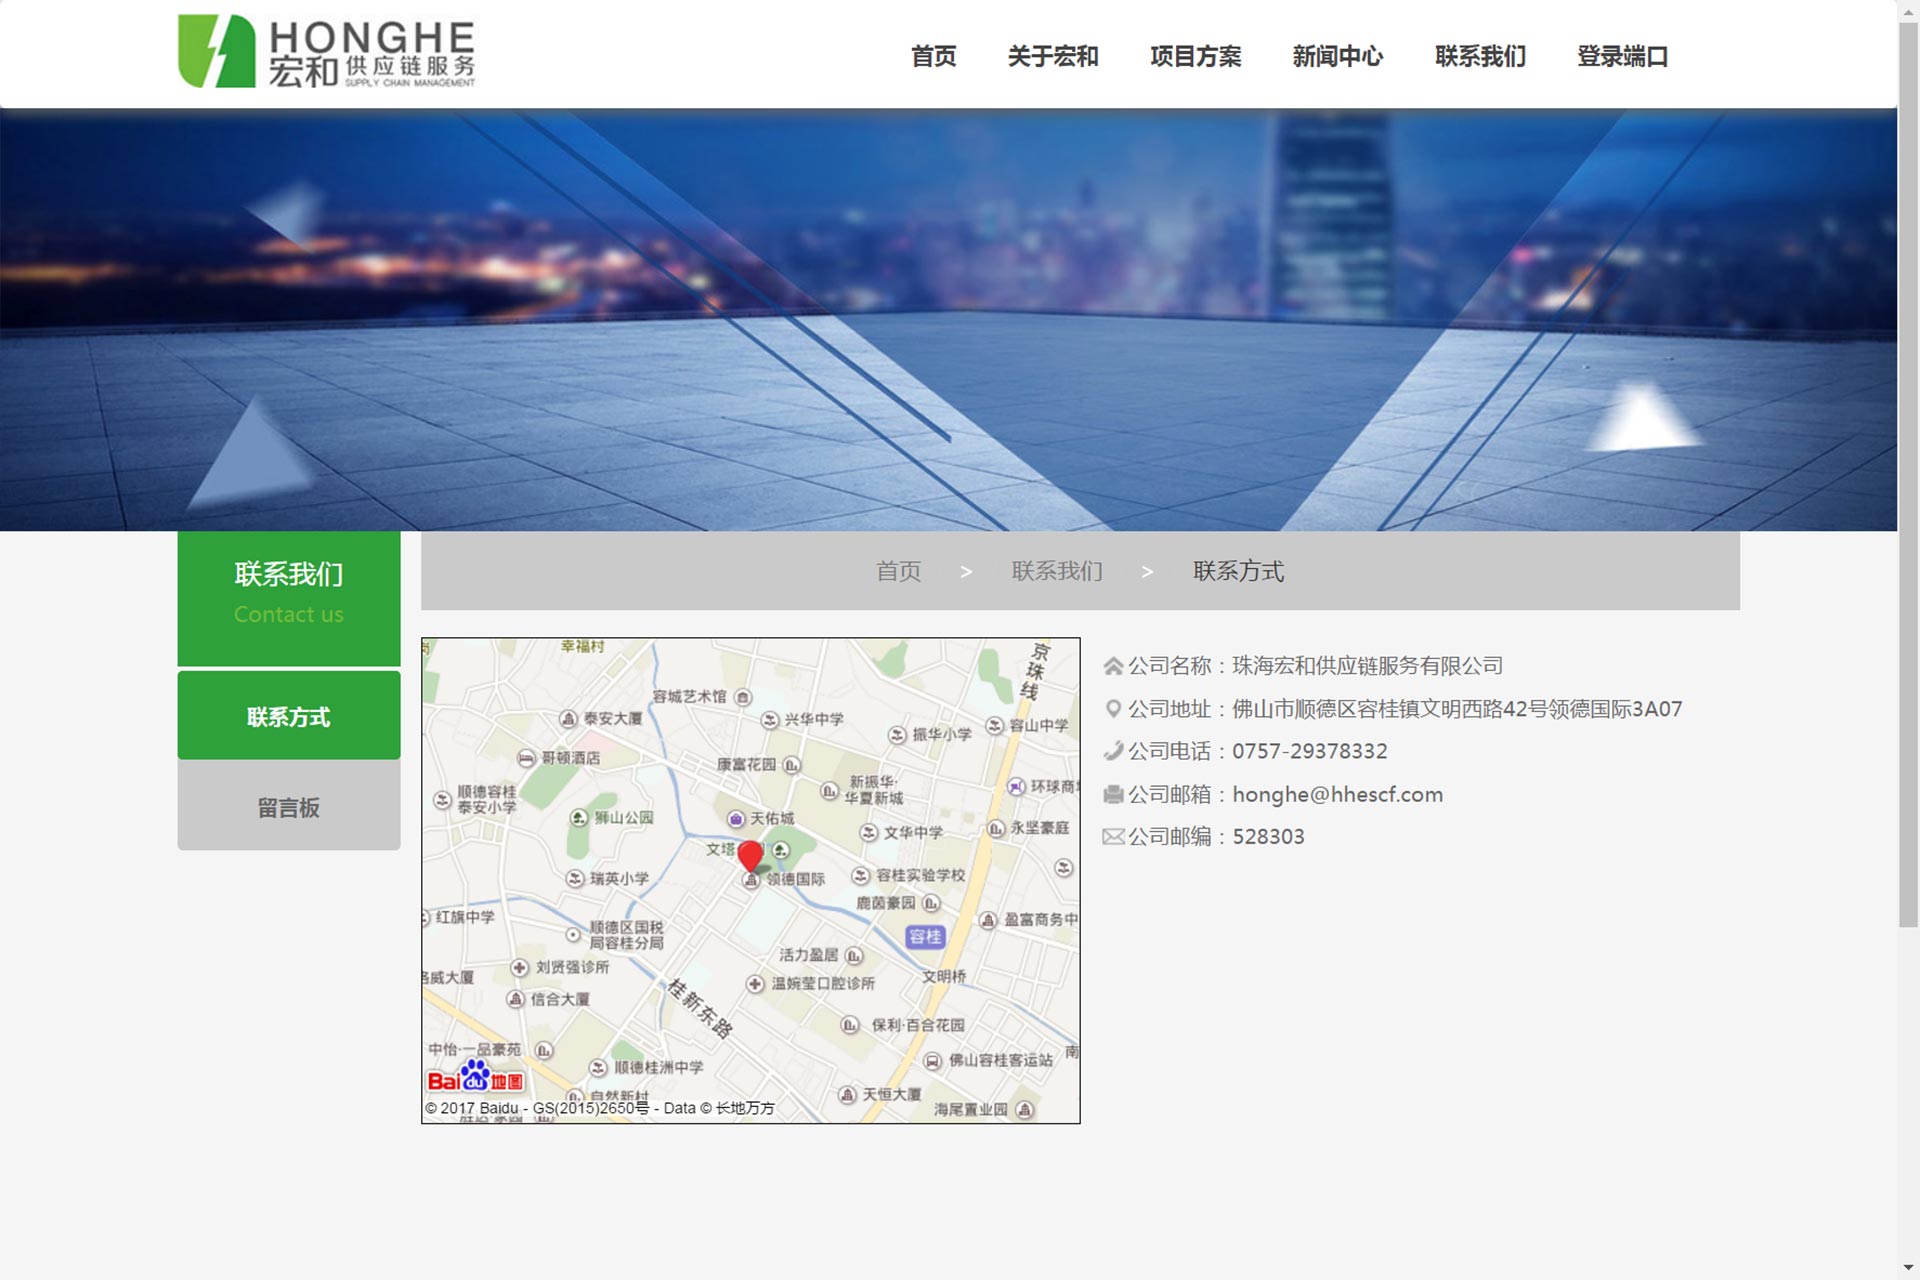 HONGHE
宏和 供应链服务
SUPPLY CHAIN MANAGEMENT
首页 关于宏和 项目方案 新闻中心 联系我们 登录端口
联系我们
Contact us
联系方式
留言板
首页 > 联系我们 > 联系方式
幸福村
京珠线
容城艺术馆
泰安大厦
兴华中学
振华小学
容山中学
哥顿酒店
康富花园
新振华·
华夏新城
环球商
顺德容桂
泰安小学
狮山公园
天佑城
文华中学
永坚豪庭
文塔
瑞英小学
领德国际
容桂实验学校
鹿茵豪园
红旗中学
顺德区国税
局容桂分局
容桂
盈富商务中
活力盈居
刘贤强诊所
威大厦
温婉莹口腔诊所
文明桥
信合大厦
桂新东路
保利·百合花园
中怡·一品豪苑
顺德桂洲中学
佛山容桂客运站
南
Bai du 地图
自然新村
天恒大厦
海尾置业园
© 2017 Baidu - GS(2015)2650号 - Data © 长地万方
公司名称：珠海宏和供应链服务有限公司
公司地址：佛山市顺德区容桂镇文明西路42号领德国际3A07
公司电话：0757-29378332
公司邮箱：honghe@hhescf.com
公司邮编：528303